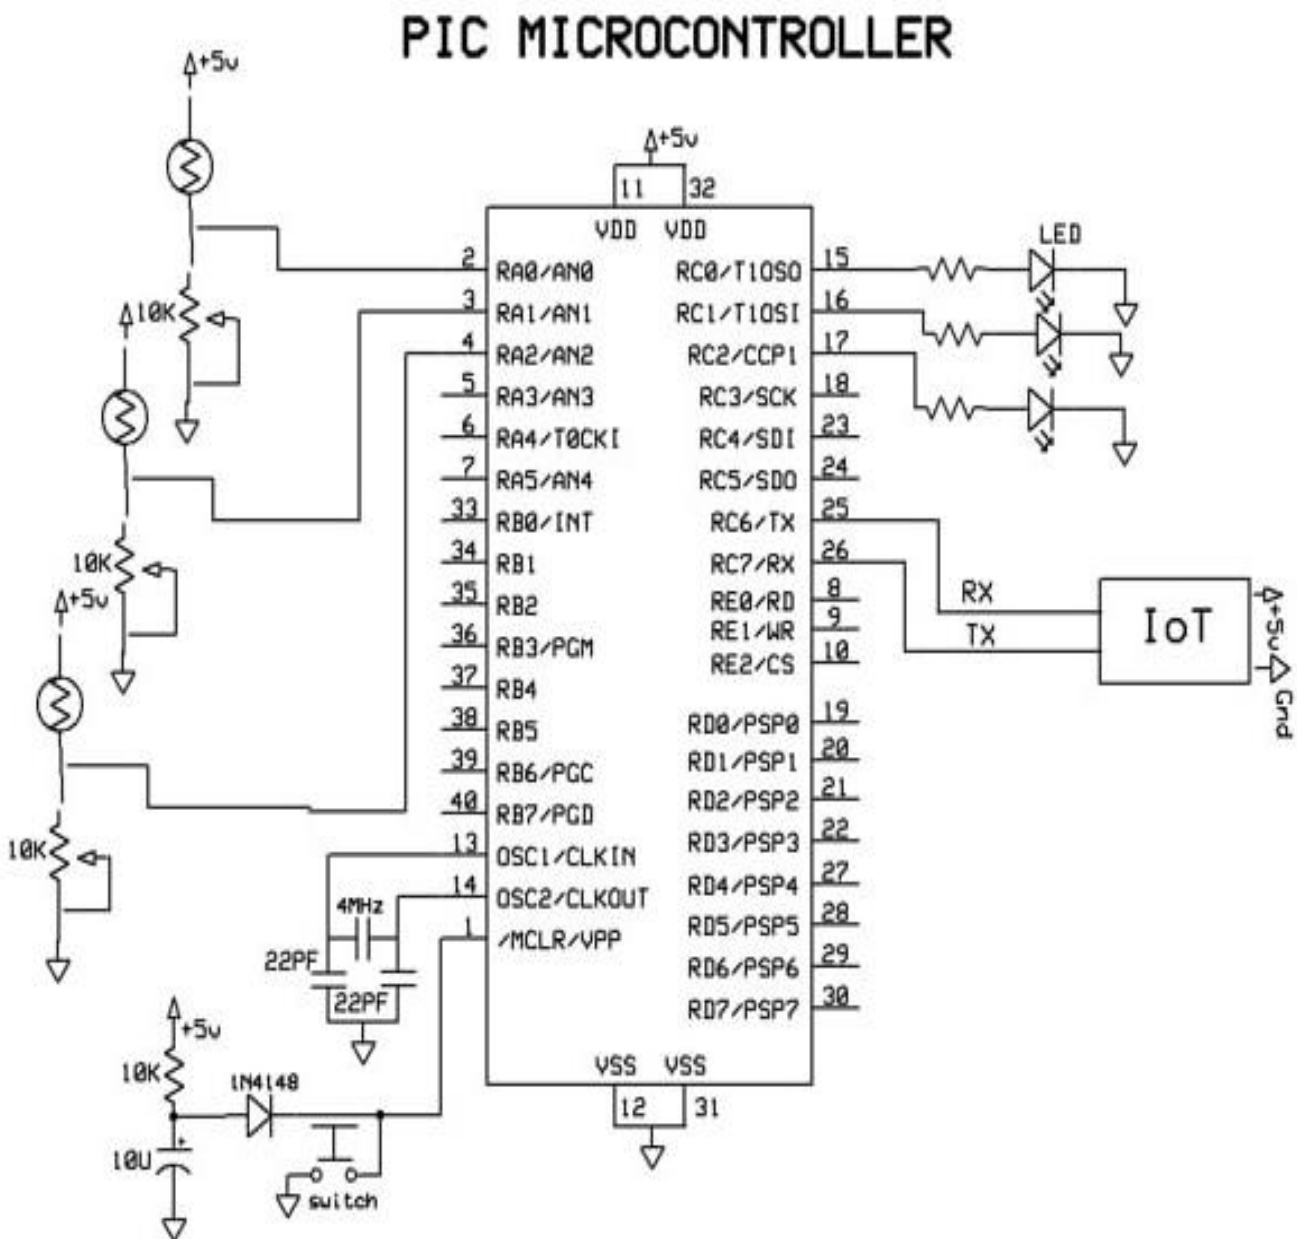 PIC MICROCONTROLLER
+5v
+5v
11 32
VDD VDD
2 RA0/AN0
3 RA1/AN1
4 RA2/AN2
5 RA3/AN3
6 RA4/T0CKI
7 RA5/AN4
33 RB0/INT
34 RB1
35 RB2
36 RB3/PGM
37 RB4
38 RB5
39 RB6/PGC
40 RB7/PGD
13 OSC1/CLKIN
14 OSC2/CLKOUT
1 /MCLR/VPP
RC0/T1OSO 15
RC1/T1OSI 16
RC2/CCP1 17
RC3/SCK 18
RC4/SDI 23
RC5/SDO 24
RC6/TX 25
RC7/RX 26
RE0/RD 8
RE1/WR 9
RE2/CS 10
RD0/PSP0 19
RD1/PSP1 20
RD2/PSP2 21
RD3/PSP3 22
RD4/PSP4 27
RD5/PSP5 28
RD6/PSP6 29
RD7/PSP7 30
VSS VSS
12 31
LED
RX
TX
IoT
+5v
Gnd
10K
10K
+5v
10K
4MHz
22PF
22PF
+5v
10K
1N4148
+
10U
switch